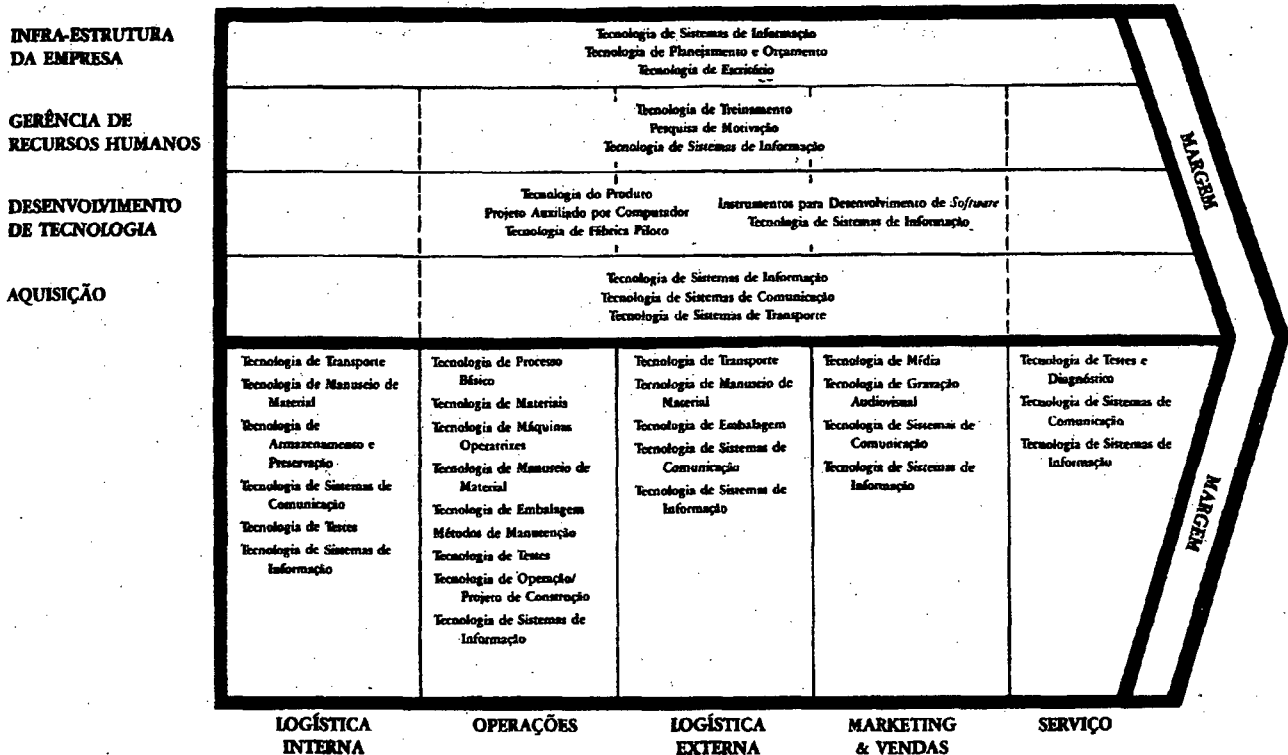 INFRA-ESTRUTURA
DA EMPRESA
Tecnologia de Sistemas de Informação
Tecnologia de Planejamento e Orçamento
Tecnologia de Escritório
GERÊNCIA DE
RECURSOS HUMANOS
Tecnologia de Treinamento
Pesquisa de Motivação
Tecnologia de Sistemas de Informação
DESENVOLVIMENTO
DE TECNOLOGIA
Tecnologia do Produto
Projeto Auxiliado por Computador
Tecnologia de Fábrica Piloto
Instrumentos para Desenvolvimento de Software
Tecnologia de Sistemas de Informação
AQUISIÇÃO
Tecnologia de Sistemas de Informação
Tecnologia de Sistemas de Comunicação
Tecnologia de Sistemas de Transporte
MARGEM
Tecnologia de Transporte
Tecnologia de Manuseio de
Material
Tecnologia de
Armazenamento e
Preservação
Tecnologia de Sistemas de
Comunicação
Tecnologia de Testes
Tecnologia de Sistemas de
Informação
Tecnologia de Processo
Básico
Tecnologia de Materiais
Tecnologia de Máquinas
Operatrizes
Tecnologia de Manuseio de
Material
Tecnologia de Embalagem
Métodos de Manutenção
Tecnologia de Testes
Tecnologia de Operação/
Projeto de Construção
Tecnologia de Sistemas de
Informação
Tecnologia de Transporte
Tecnologia de Manuseio de
Material
Tecnologia de Embalagem
Tecnologia de Sistemas de
Comunicação
Tecnologia de Sistemas de
Informação
Tecnologia de Mídia
Tecnologia de Gravação
Audiovisual
Tecnologia de Sistemas de
Comunicação
Tecnologia de Sistemas de
Informação
Tecnologia de Testes e
Diagnóstico
Tecnologia de Sistemas de
Comunicação
Tecnologia de Sistemas de
Informação
MARGEM
LOGÍSTICA
INTERNA
OPERAÇÕES
LOGÍSTICA
EXTERNA
MARKETING
& VENDAS
SERVIÇO